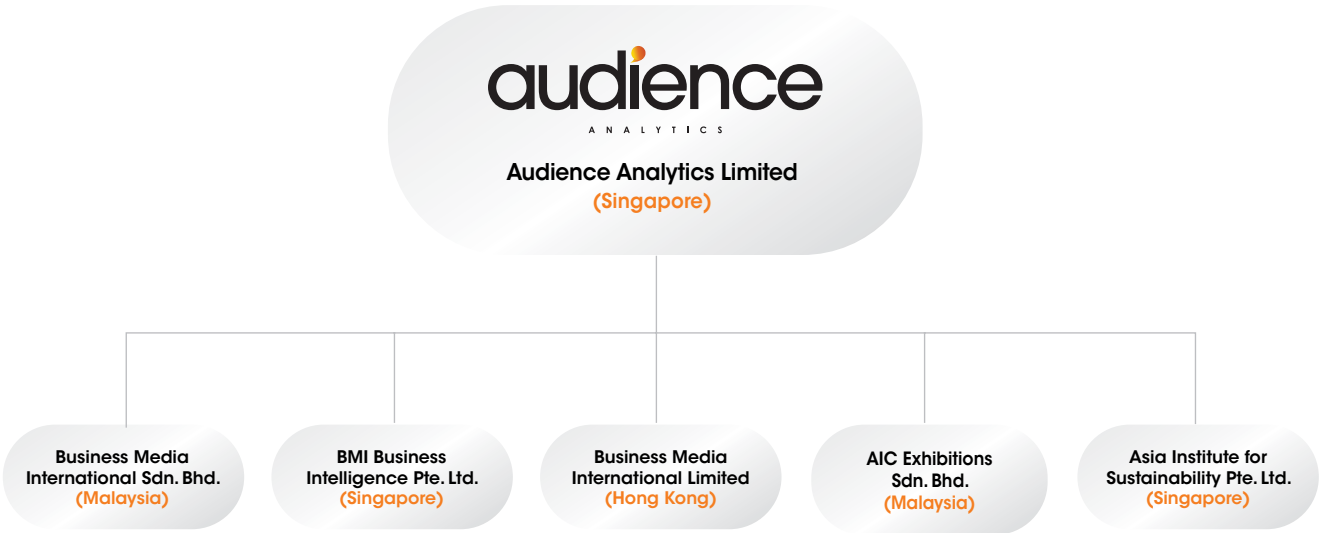 audience
ANALYTICS
Audience Analytics Limited
(Singapore)
Business Media
International Sdn. Bhd.
(Malaysia)
BMI Business
Intelligence Pte. Ltd.
(Singapore)
Business Media
International Limited
(Hong Kong)
AIC Exhibitions
Sdn. Bhd.
(Malaysia)
Asia Institute for
Sustainability Pte. Ltd.
(Singapore)